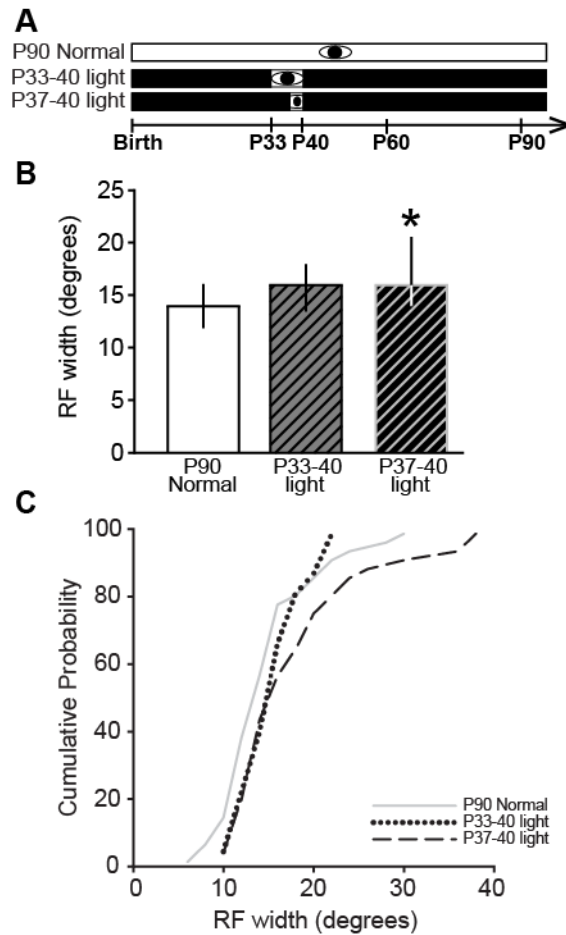 A
P90 Normal
P33-40 light
P37-40 light
Birth P33 P40 P60 P90
B
RF width (degrees)
25
20
15
10
5
0
*
P90 Normal
P33-40 light
P37-40 light
C
Cumulative Probability
100
80
60
40
20
0
P90 Normal
P33-40 light
P37-40 light
0 10 20 30 40
RF width (degrees)